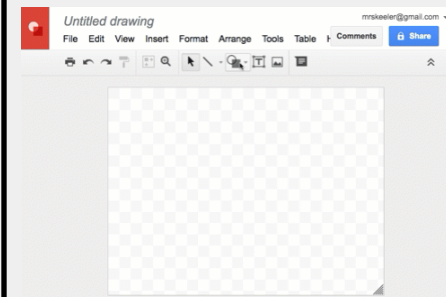 Untitled drawing
mrskeeler@gmail.com
File Edit View Insert Format Arrange Tools Table H
Comments
Share